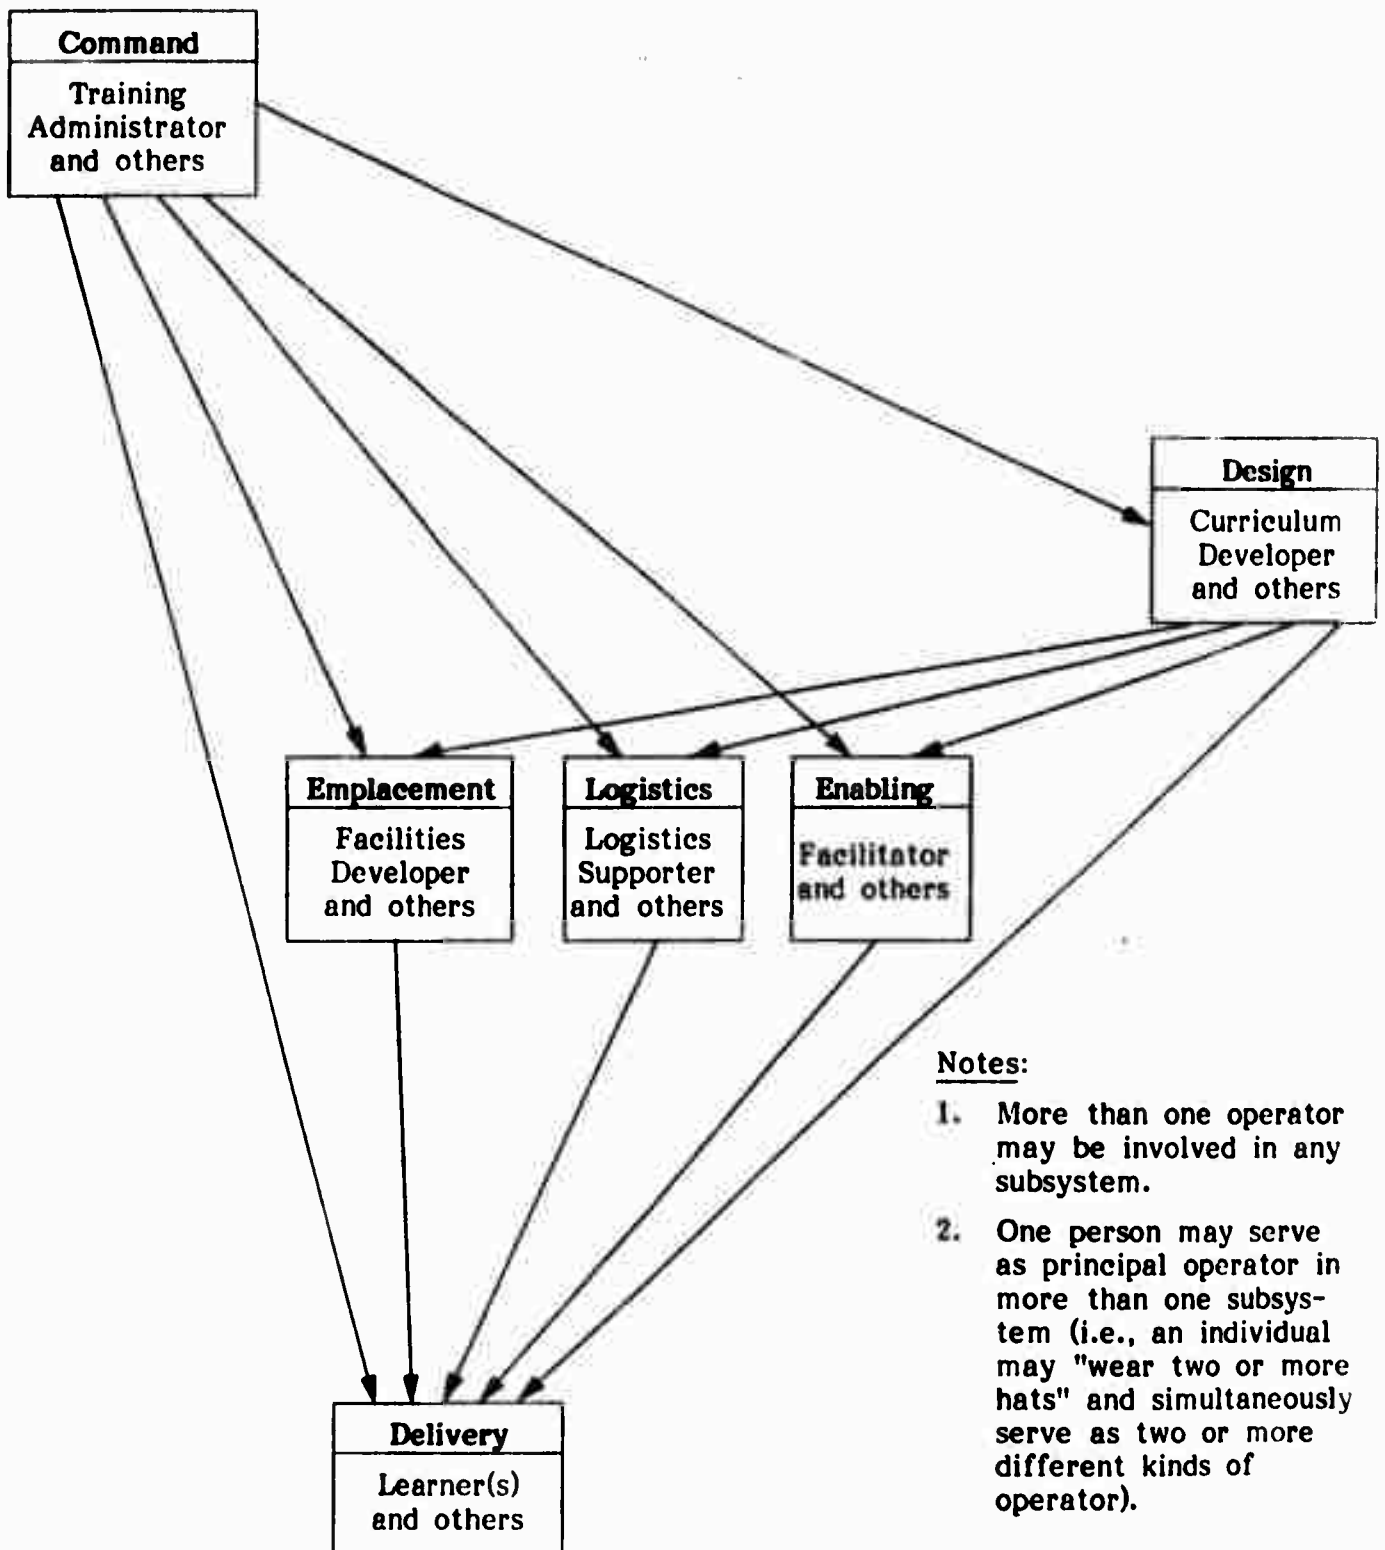 Command
Training
Administrator
and others
Design
Curriculum
Developer
and others
Emplacement
Facilities
Developer
and others
Logistics
Logistics
Supporter
and others
Enabling
Facilitator
and others
Delivery
Learner(s)
and others
Notes:
1. More than one operator
may be involved in any
subsystem.
2. One person may serve
as principal operator in
more than one subsys-
tem (i.e., an individual
may "wear two or more
hats" and simultaneously
serve as two or more
different kinds of
operator).